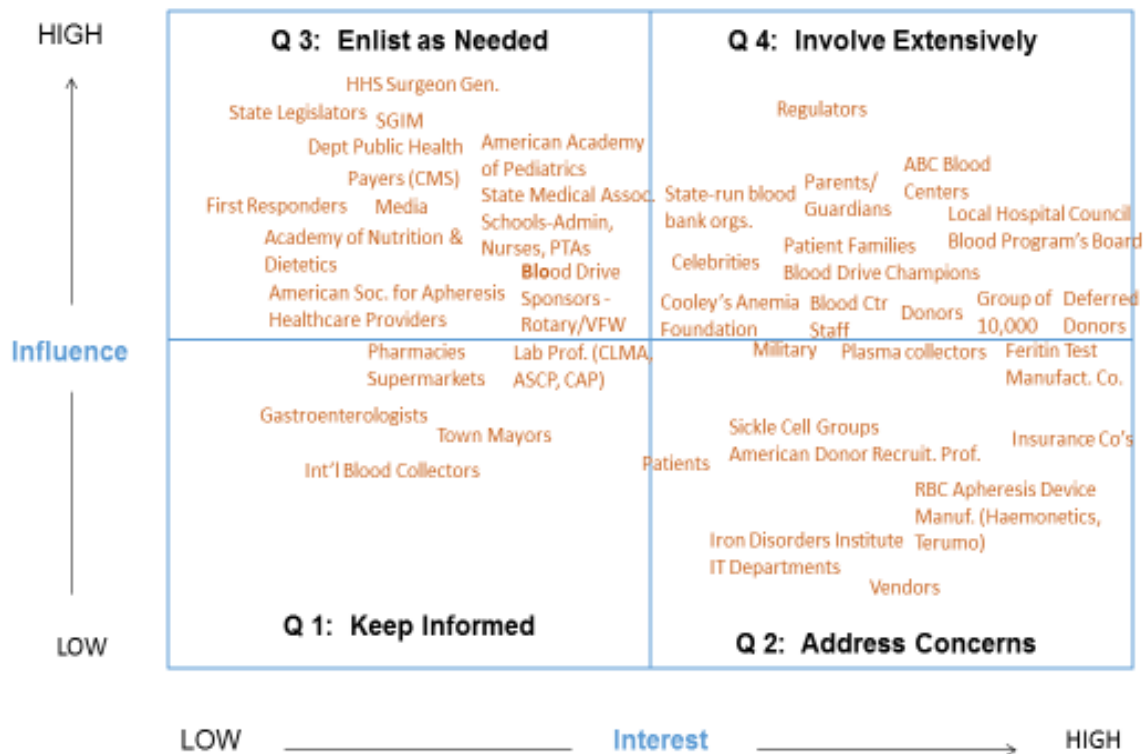 HIGH
Q 3: Enlist as Needed
HHS Surgeon Gen.
State Legislators
SGIM
Dept Public Health
American Academy
of Pediatrics
Payers (CMS)
State Medical Assoc.
First Responders
Media
Schools-Admin,
Nurses, PTAs
Academy of Nutrition &
Dietetics
Blood Drive
Sponsors -
Rotary/VFW
American Soc. for Apheresis
Healthcare Providers
Q 4: Involve Extensively
Regulators
ABC Blood
Centers
State-run blood
bank orgs.
Parents/
Guardians
Local Hospital Council
Blood Program's Board
Patient Families
Celebrities
Blood Drive Champions
Cooley's Anemia
Foundation
Blood Ctr
Staff
Donors
Group of
10,000
Deferred
Donors
Influence
Pharmacies
Supermarkets
Lab Prof. (CLMA,
ASCP, CAP)
Gastroenterologists
Town Mayors
Int'l Blood Collectors
Q 1: Keep Informed
Military
Plasma collectors
Feritin Test
Manufact. Co.
Sickle Cell Groups
American Donor Recruit. Prof.
Insurance Co's
Patients
RBC Apheresis Device
Manuf. (Haemonetics,
Terumo)
Iron Disorders Institute
IT Departments
Vendors
Q 2: Address Concerns
LOW
LOW
Interest
HIGH